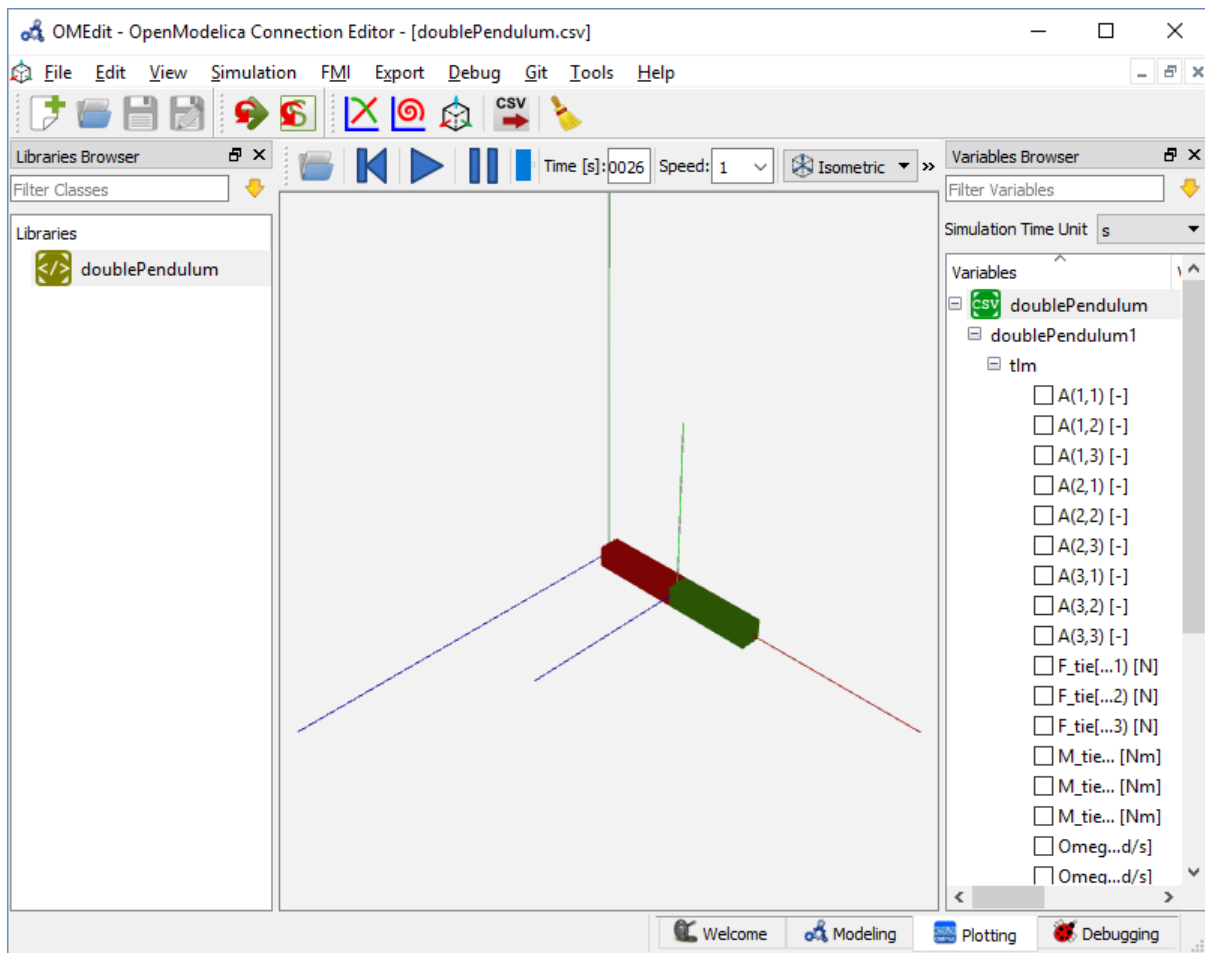 OMEdit - OpenModelica Connection Editor - [doublePendulum.csv]
File Edit View Simulation FMI Export Debug Git Tools Help
CSV
Libraries Browser
Filter Classes
Libraries
</>
doublePendulum
Time [s]: 0026 Speed: 1 Isometric »
Variables Browser
Filter Variables
Simulation Time Unit s
Variables
CSV doublePendulum
doublePendulum1
tlm
A(1,1) [-]
A(1,2) [-]
A(1,3) [-]
A(2,1) [-]
A(2,2) [-]
A(2,3) [-]
A(3,1) [-]
A(3,2) [-]
A(3,3) [-]
F_tie[...1) [N]
F_tie[...2) [N]
F_tie[...3) [N]
M_tie... [Nm]
M_tie... [Nm]
M_tie... [Nm]
Omeg...d/s]
Omeg...d/s]
Welcome Modeling Plotting Debugging